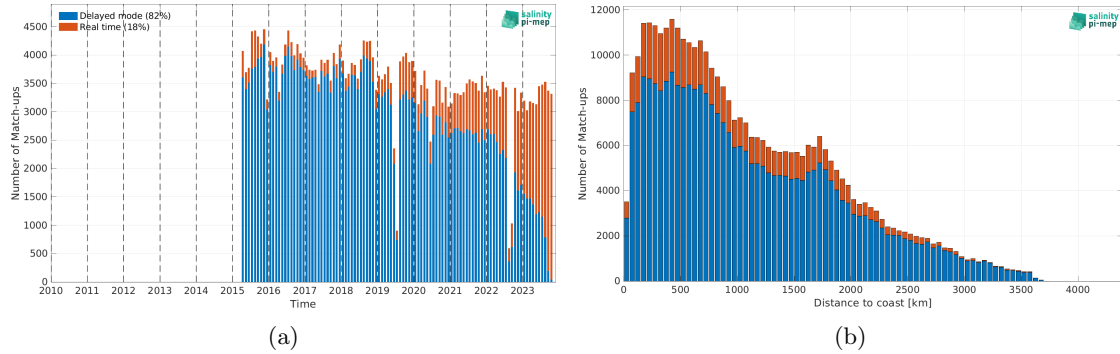 Delayed mode (82%)
Real time (18%)
salinity
pi-mep
Number of Match-ups
4500
4000
3500
3000
2500
2000
1500
1000
500
0
2010 2011 2012 2013 2014 2015 2016 2017 2018 2019 2020 2021 2022 2023
Time
(a)
salinity
pi-mep
Number of Match-ups
12000
10000
8000
6000
4000
2000
0
0 500 1000 1500 2000 2500 3000 3500 4000
Distance to coast [km]
(b)